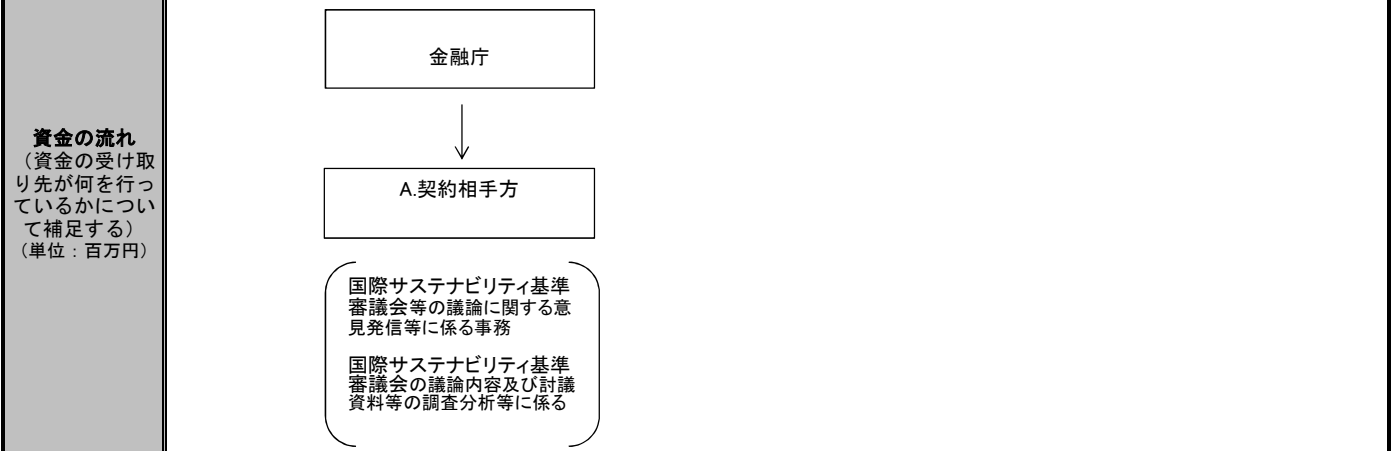 資金の流れ
（資金の受け取
り先が何を行っ
ているかについ
て補足する）
（単位：百万円）
金融庁
A.契約相手方
国際サステナビリティ基準
審議会等の議論に関する意
見発信等に係る事務
国際サステナビリティ基準
審議会の議論内容及び討議
資料等の調査分析等に係る